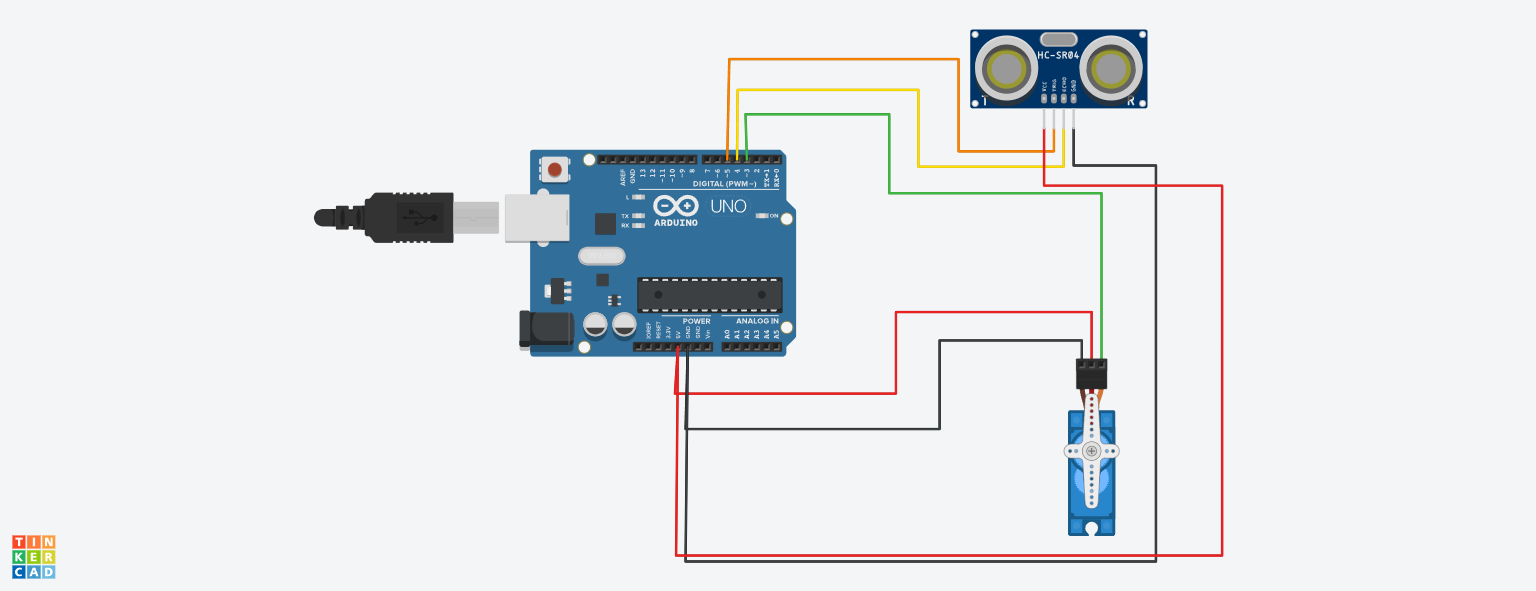 HC-SR04
VCC
TRIG
ECHO
GND
T
R
AREF
GND
13
12
~11
~10
~9
8
7
~6
~5
4
~3
2
TX→1
RX←0
DIGITAL (PWM~)
L
TX
RX
ARDUINO
UNO
ON
POWER
ANALOG IN
IOREF
RESET
3.3V
5V
GND
GND
Vin
A0
A1
A2
A3
A4
A5
TIN
KER
CAD